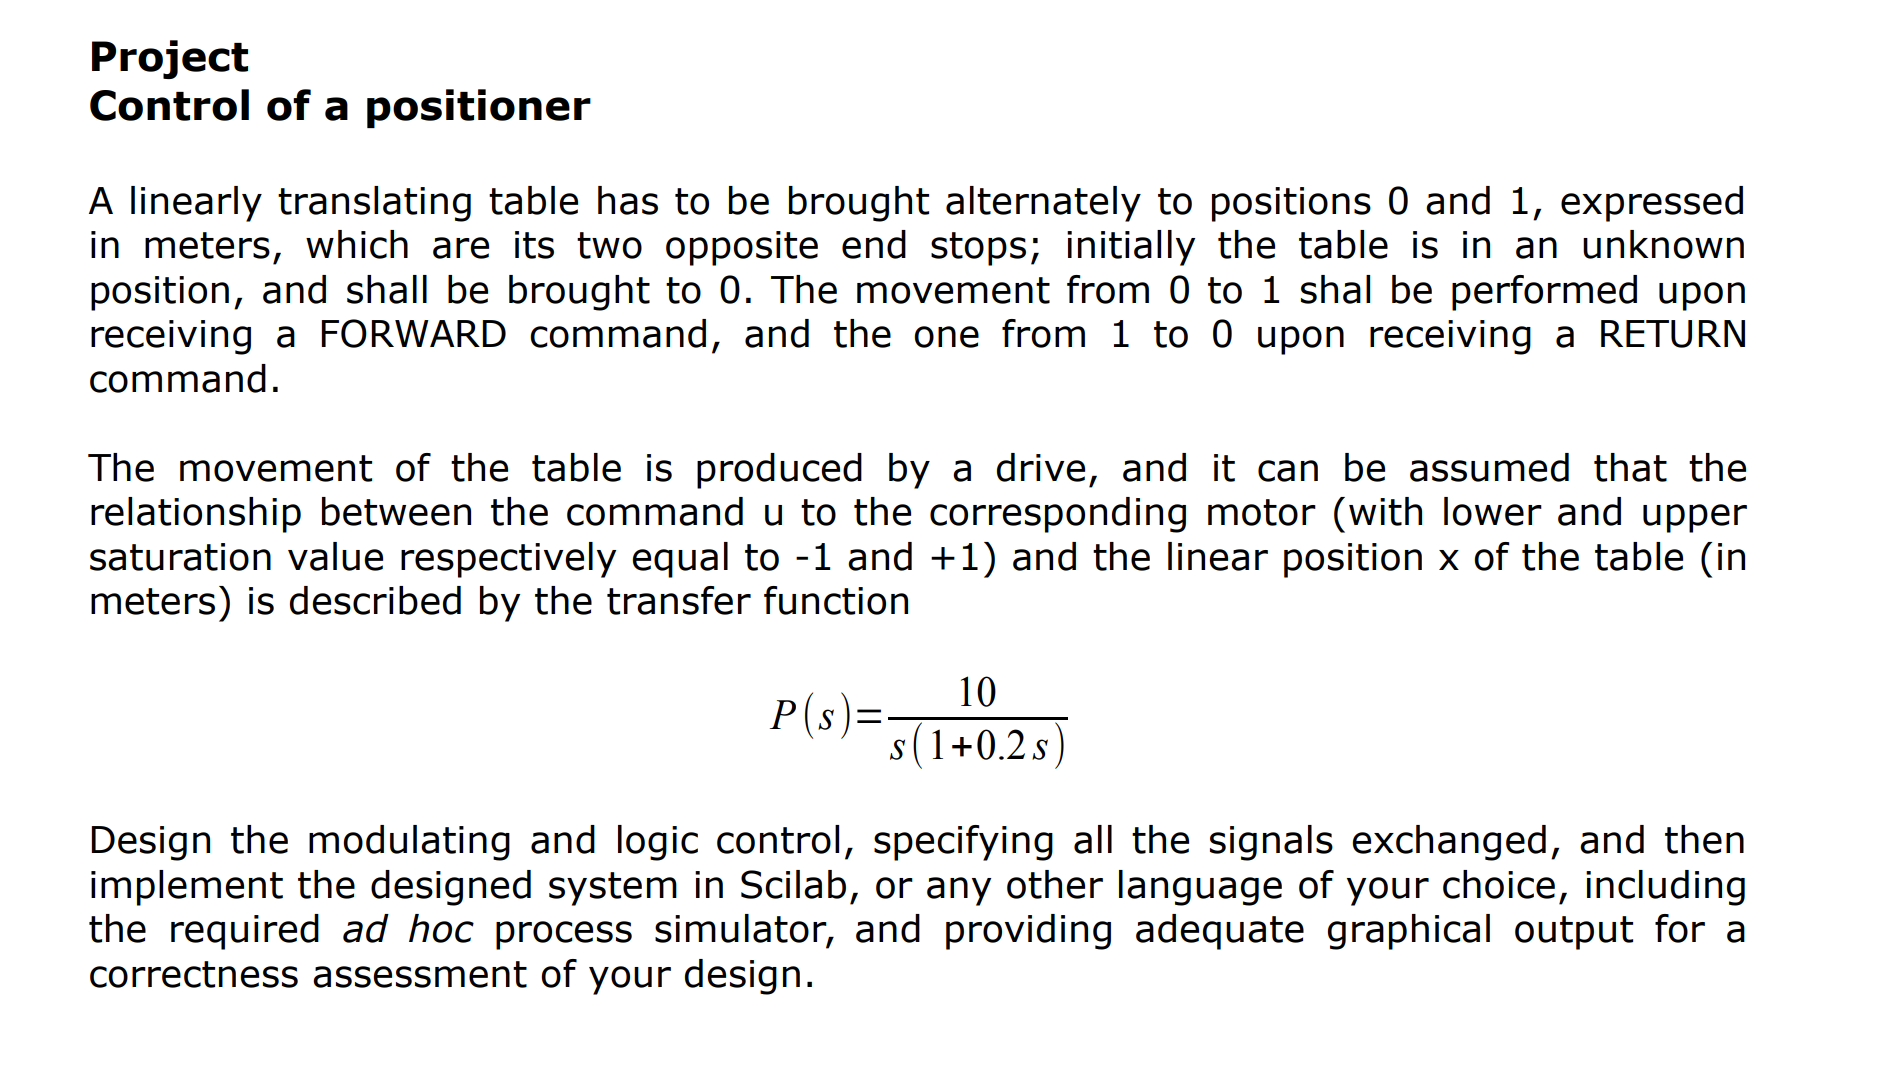 Project
Control of a positioner
A linearly translating table has to be brought alternately to positions 0 and 1, expressed
in meters, which are its two opposite end stops; initially the table is in an unknown
position, and shall be brought to 0. The movement from 0 to 1 shal be performed upon
receiving a FORWARD command, and the one from 1 to 0 upon receiving a RETURN
command.
The movement of the table is produced by a drive, and it can be assumed that the
relationship between the command u to the corresponding motor (with lower and upper
saturation value respectively equal to -1 and +1) and the linear position x of the table (in
meters) is described by the transfer function
P(s)=10/(s(1+0.2s))
Design the modulating and logic control, specifying all the signals exchanged, and then
implement the designed system in Scilab, or any other language of your choice, including
the required ad hoc process simulator, and providing adequate graphical output for a
correctness assessment of your design.